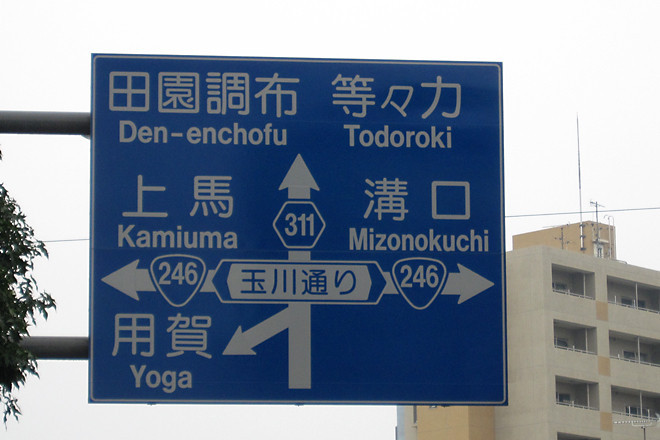 田園調布 等々力
Den-enchofu Todoroki
上馬 311 溝口
Kamiuma Mizonokuchi
246 玉川通り 246
用賀
Yoga